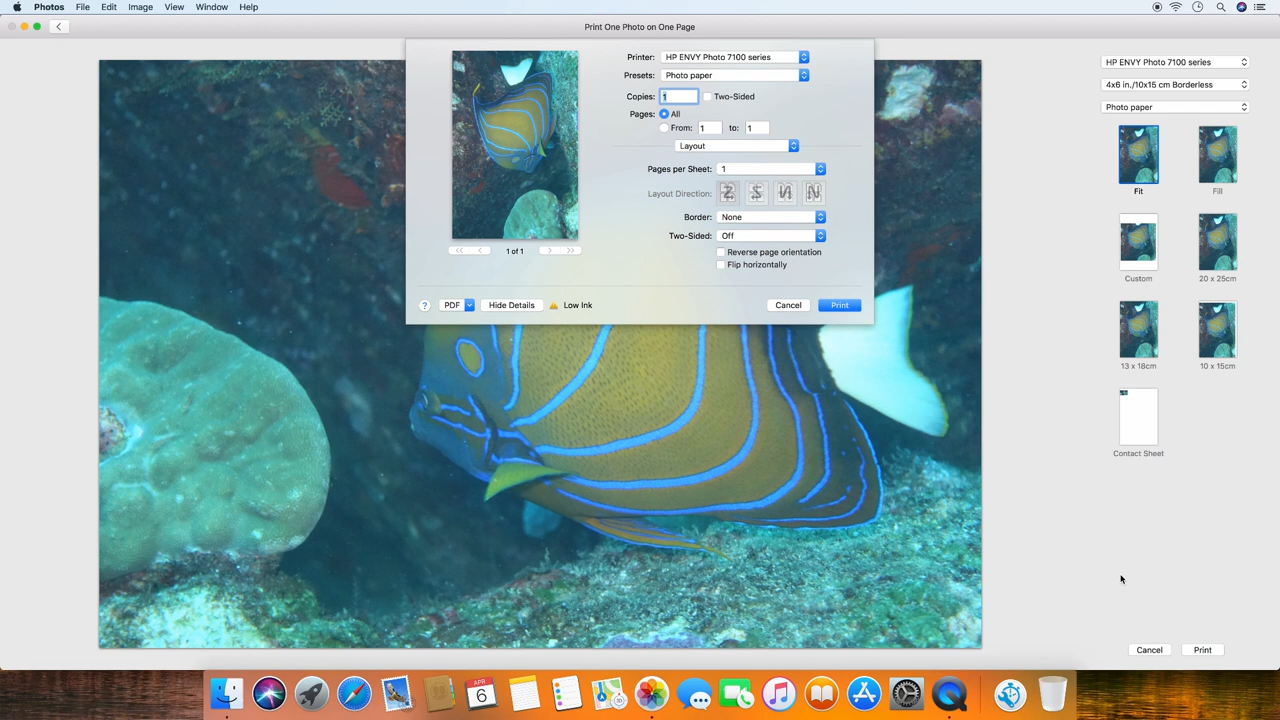 Photos File Edit Image View Window Help
Print One Photo on One Page
Printer: HP ENVY Photo 7100 series
Presets: Photo paper
Copies: 1 Two-Sided
Pages: All
From: 1 to: 1
Layout
Pages per Sheet: 1
Layout Direction:
Border: None
Two-Sided: Off
Reverse page orientation
Flip horizontally
1 of 1
? PDF Hide Details Low Ink Cancel Print
HP ENVY Photo 7100 series
4x6 in./10x15 cm Borderless
Photo paper
Fit Fill
Custom 20 x 25cm
13 x 18cm 10 x 15cm
Contact Sheet
Cancel Print
APR
6